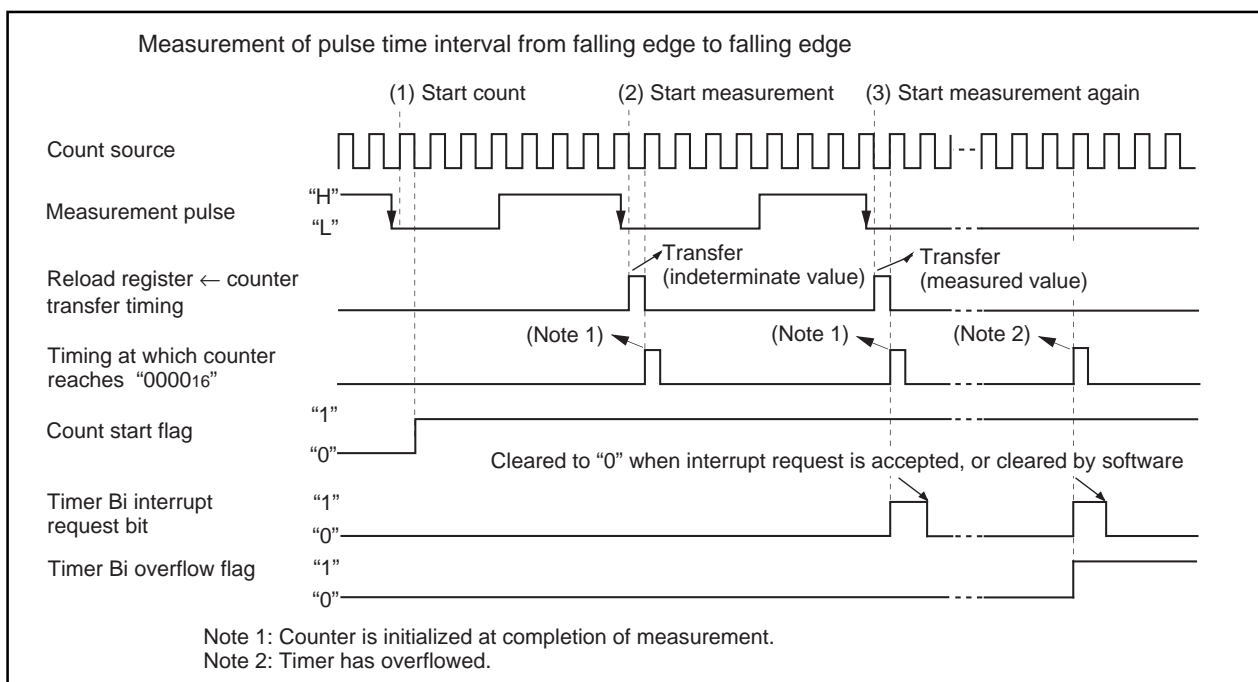 Measurement of pulse time interval from falling edge to falling edge
(1) Start count
(2) Start measurement
(3) Start measurement again
Count source
Measurement pulse
“H”
“L”
Reload register ← counter
transfer timing
Transfer
(indeterminate value)
Transfer
(measured value)
Timing at which counter
reaches “000016”
(Note 1)
(Note 1)
(Note 2)
Count start flag
“1”
“0”
Cleared to “0” when interrupt request is accepted, or cleared by software
Timer Bi interrupt
request bit
“1”
“0”
Timer Bi overflow flag
“1”
“0”
Note 1: Counter is initialized at completion of measurement.
Note 2: Timer has overflowed.